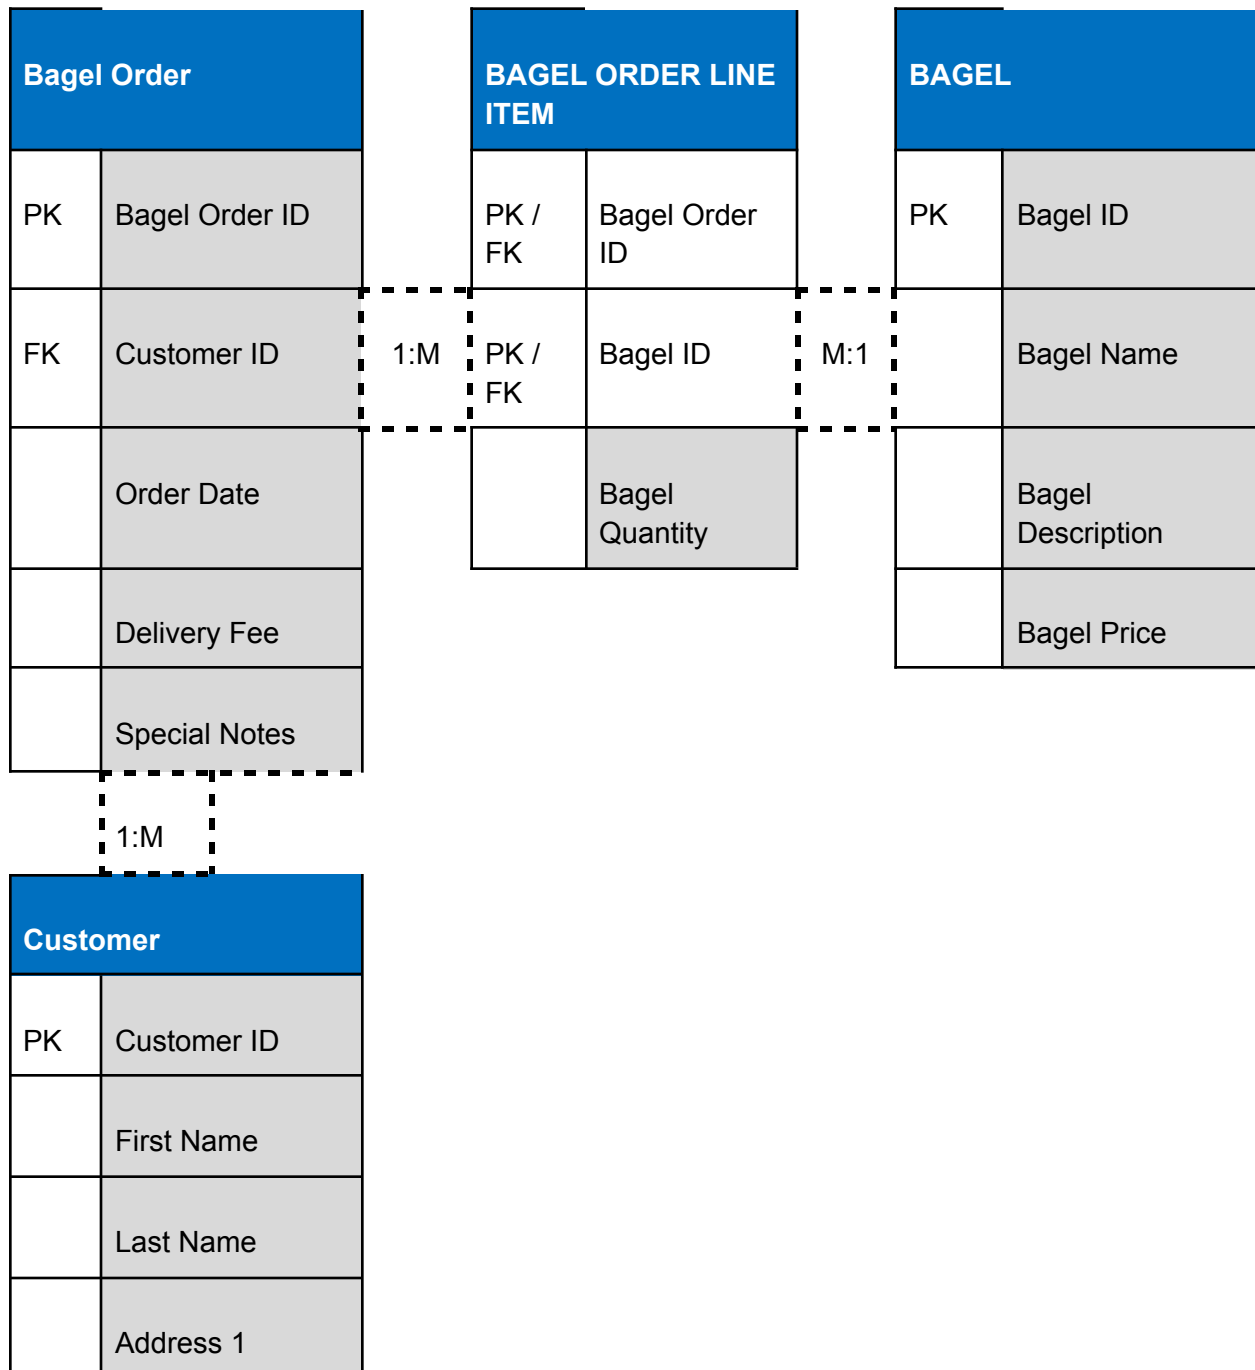 Bagel Order
PK Bagel Order ID
FK Customer ID
Order Date
Delivery Fee
Special Notes
1:M
BAGEL ORDER LINE
ITEM
PK / Bagel Order
FK ID
PK / Bagel ID
FK
Bagel
Quantity
M:1
BAGEL
PK Bagel ID
Bagel Name
Bagel
Description
Bagel Price
1:M
Customer
PK Customer ID
First Name
Last Name
Address 1